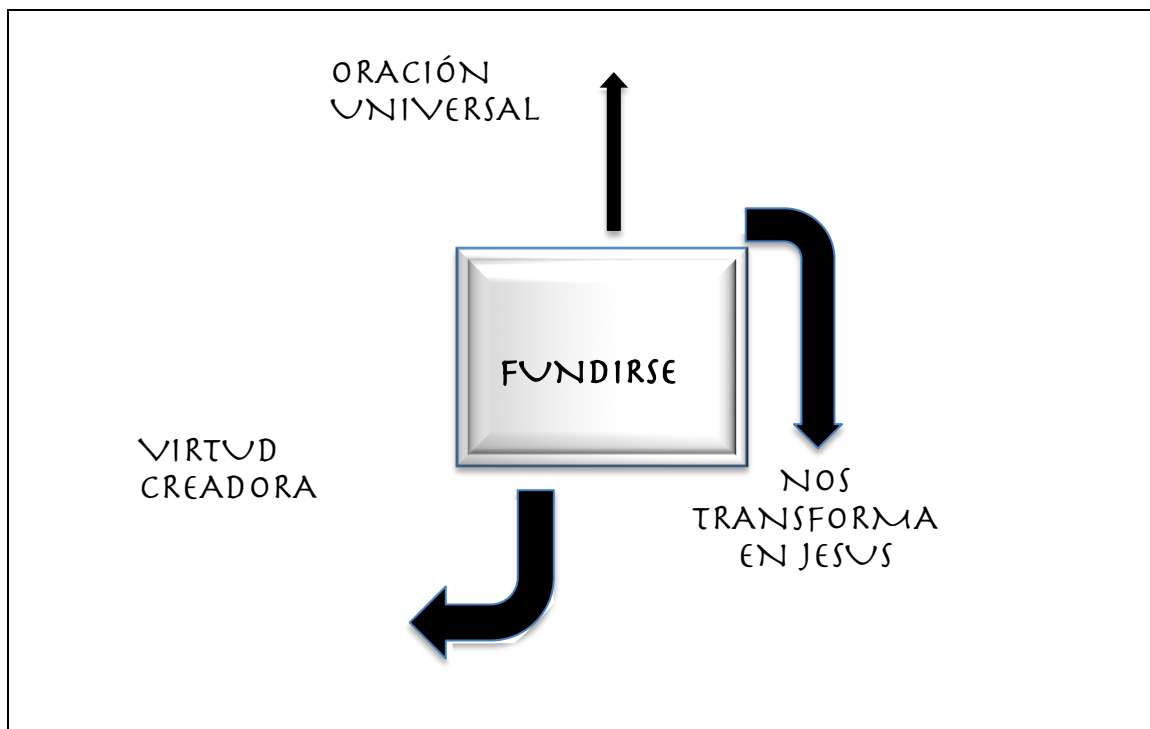 ORACIÓN
UNIVERSAL
FUNDIRSE
VIRTUD
CREADORA
NOS
TRANSFORMA
EN JESUS